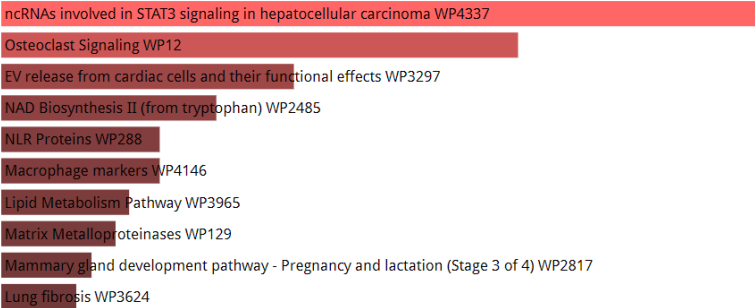 ncRNAs involved in STAT3 signaling in hepatocellular carcinoma WP4337
Osteoclast Signaling WP12
EV release from cardiac cells and their functional effects WP3297
NAD Biosynthesis II (from tryptophan) WP2485
NLR Proteins WP288
Macrophage markers WP4146
Lipid Metabolism Pathway WP3965
Matrix Metalloproteinases WP129
Mammary gland development pathway - Pregnancy and lactation (Stage 3 of 4) WP2817
Lung fibrosis WP3624